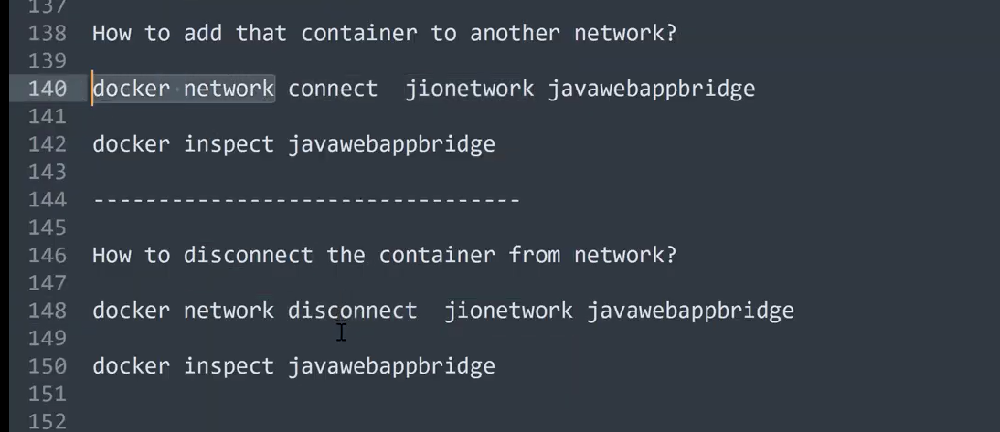 137
138 How to add that container to another network?
139
140 docker network connect  jionetwork javawebappbridge
141
142 docker inspect javawebappbridge
143
144 ---------------------------------
145
146 How to disconnect the container from network?
147
148 docker network disconnect  jionetwork javawebappbridge
149
150 docker inspect javawebappbridge
151
152